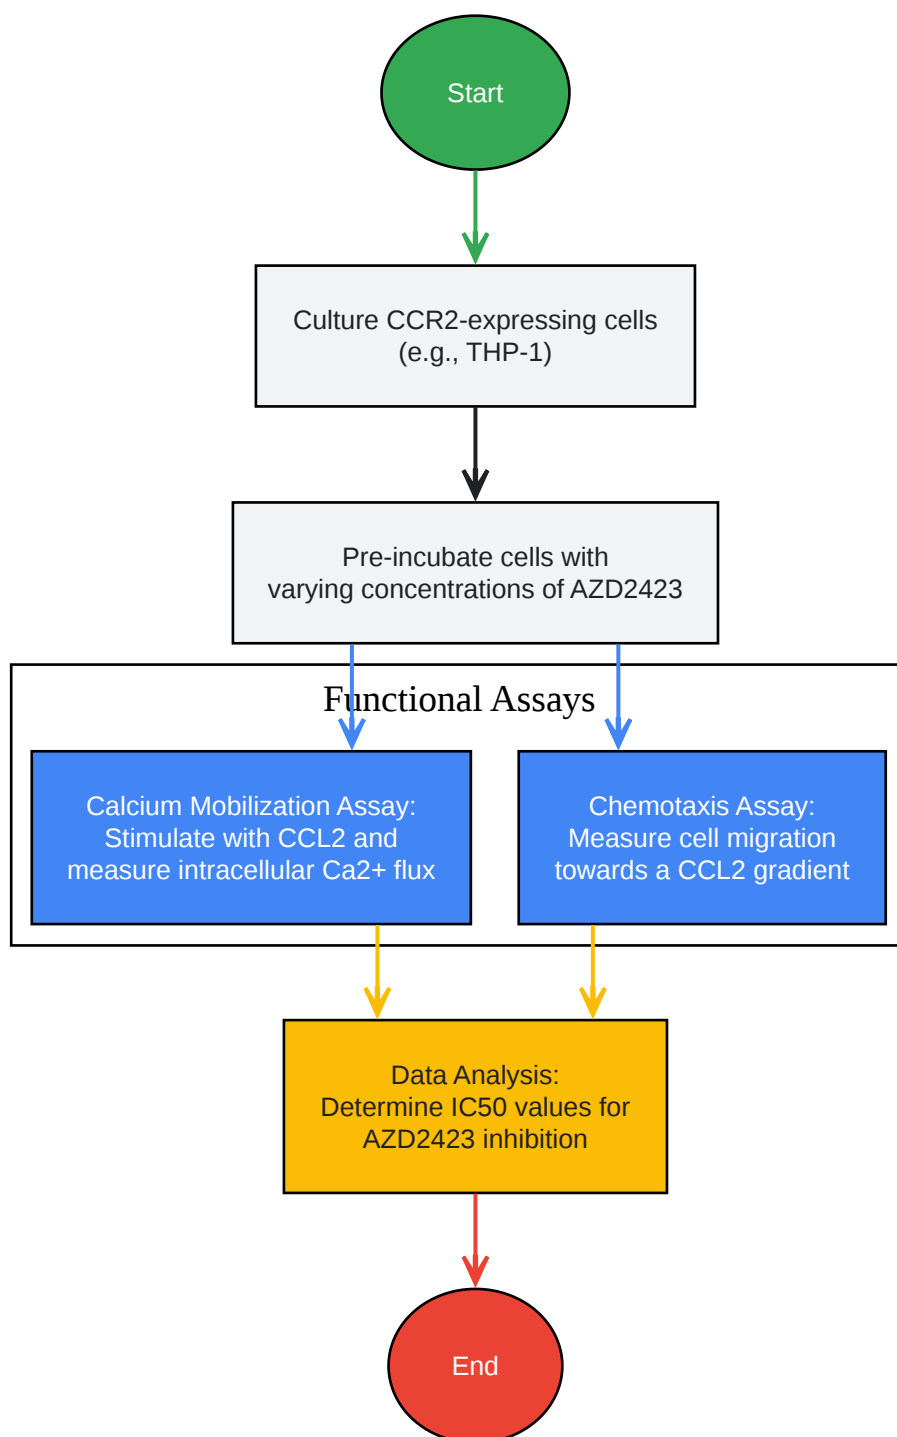 Start
Culture CCR2-expressing cells
(e.g., THP-1)
Pre-incubate cells with
varying concentrations of AZD2423
Functional Assays
Calcium Mobilization Assay:
Stimulate with CCL2 and
measure intracellular Ca2+ flux
Chemotaxis Assay:
Measure cell migration
towards a CCL2 gradient
Data Analysis:
Determine IC50 values for
AZD2423 inhibition
End